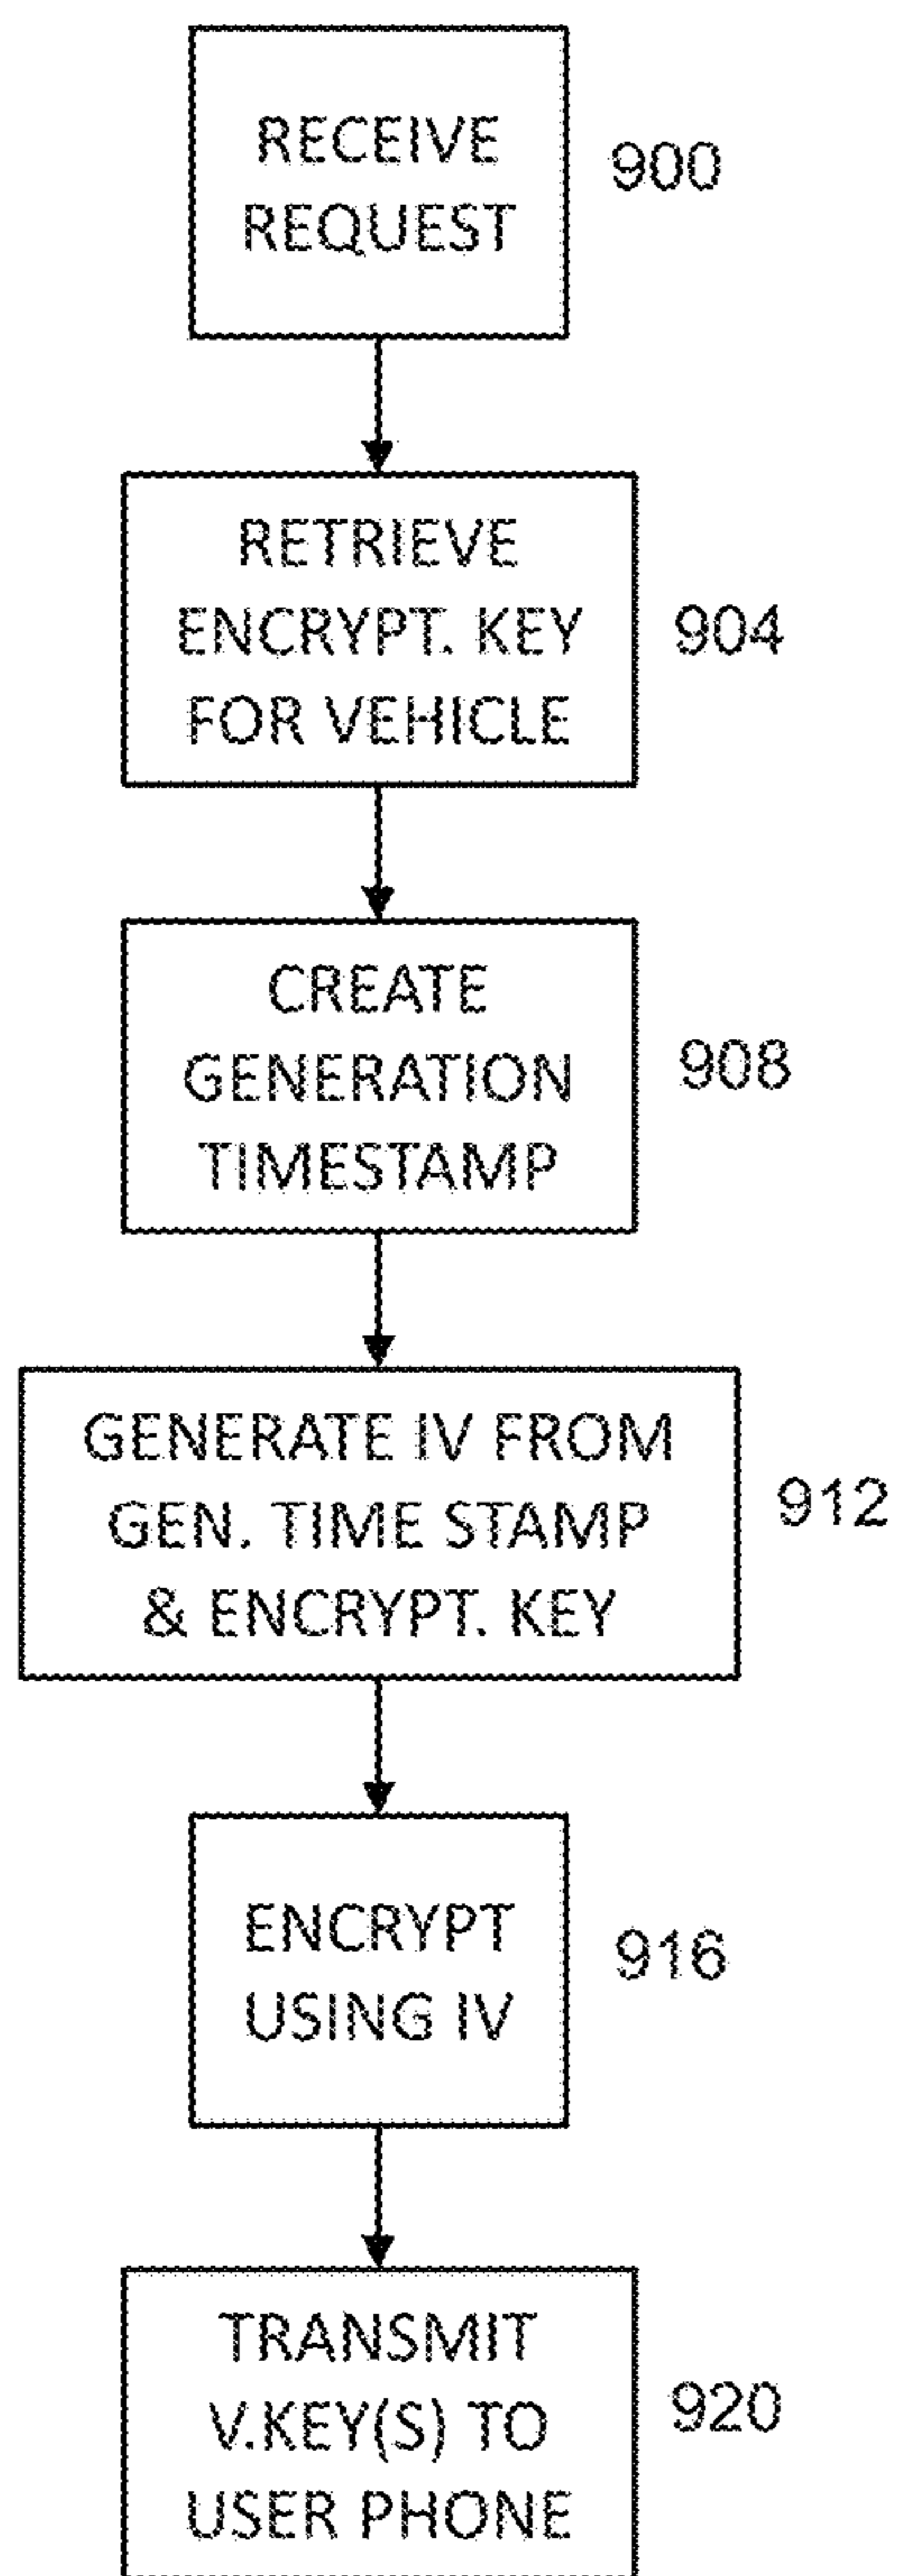 RECEIVE
REQUEST
900
RETRIEVE
ENCRYPT. KEY
FOR VEHICLE
904
CREATE
GENERATION
TIMESTAMP
908
GENERATE IV FROM
GEN. TIME STAMP
& ENCRYPT. KEY
912
ENCRYPT
USING IV
916
TRANSMIT
V.KEY(S) TO
USER PHONE
920